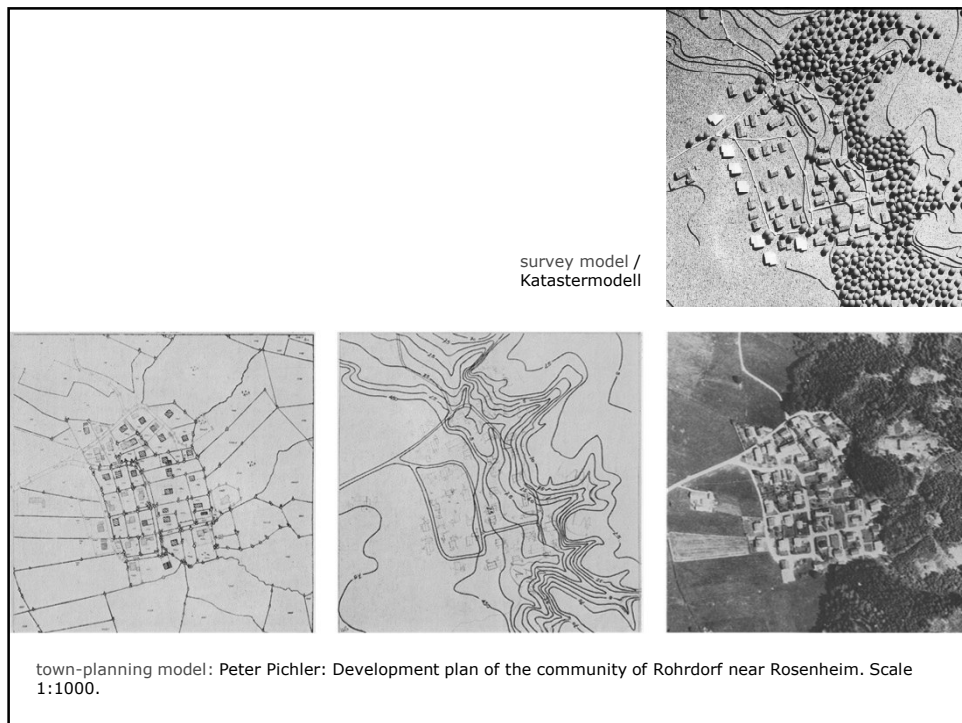 survey model /
Katastermodell
town-planning model: Peter Pichler: Development plan of the community of Rohrdorf near Rosenheim. Scale
1:1000.